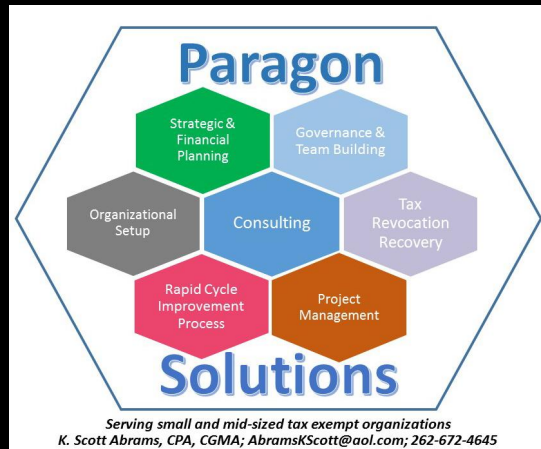 Paragon
Strategic &
Financial
Planning
Governance &
Team Building
Organizational
Setup
Consulting
Tax
Revocation
Recovery
Rapid Cycle
Improvement
Process
Project
Management
Solutions
Serving small and mid-sized tax exempt organizations
K. Scott Abrams, CPA, CGMA; AbramsKScott@aol.com; 262-672-4645